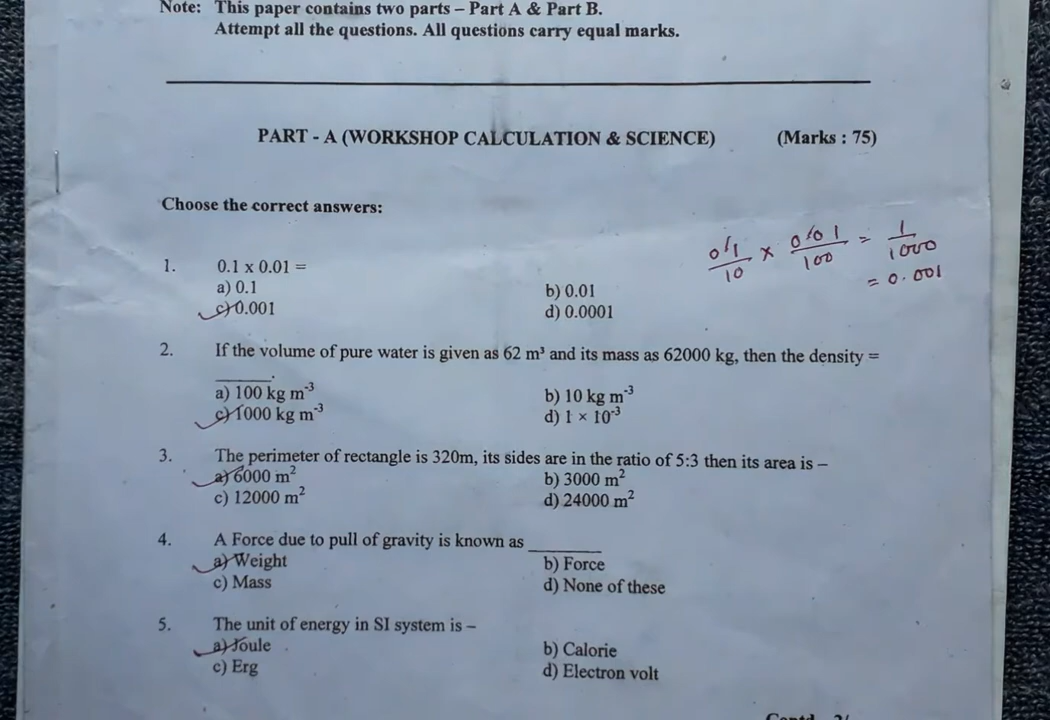 Note: This paper contains two parts – Part A & Part B.
Attempt all the questions. All questions carry equal marks.
PART - A (WORKSHOP CALCULATION & SCIENCE) (Marks : 75)
Choose the correct answers:
0/1/10 × 0/01/100 = 1/1000
= 0.001
1. 0.1 x 0.01 =
a) 0.1 b) 0.01
c) 0.001 d) 0.0001
2. If the volume of pure water is given as 62 m³ and its mass as 62000 kg, then the density =
_______.
a) 100 kg m⁻³ b) 10 kg m⁻³
c) 1000 kg m⁻³ d) 1 × 10⁻³
3. The perimeter of rectangle is 320m, its sides are in the ratio of 5:3 then its area is –
a) 6000 m² b) 3000 m²
c) 12000 m² d) 24000 m²
4. A Force due to pull of gravity is known as ________
a) Weight b) Force
c) Mass d) None of these
5. The unit of energy in SI system is –
a) Joule b) Calorie
c) Erg d) Electron volt